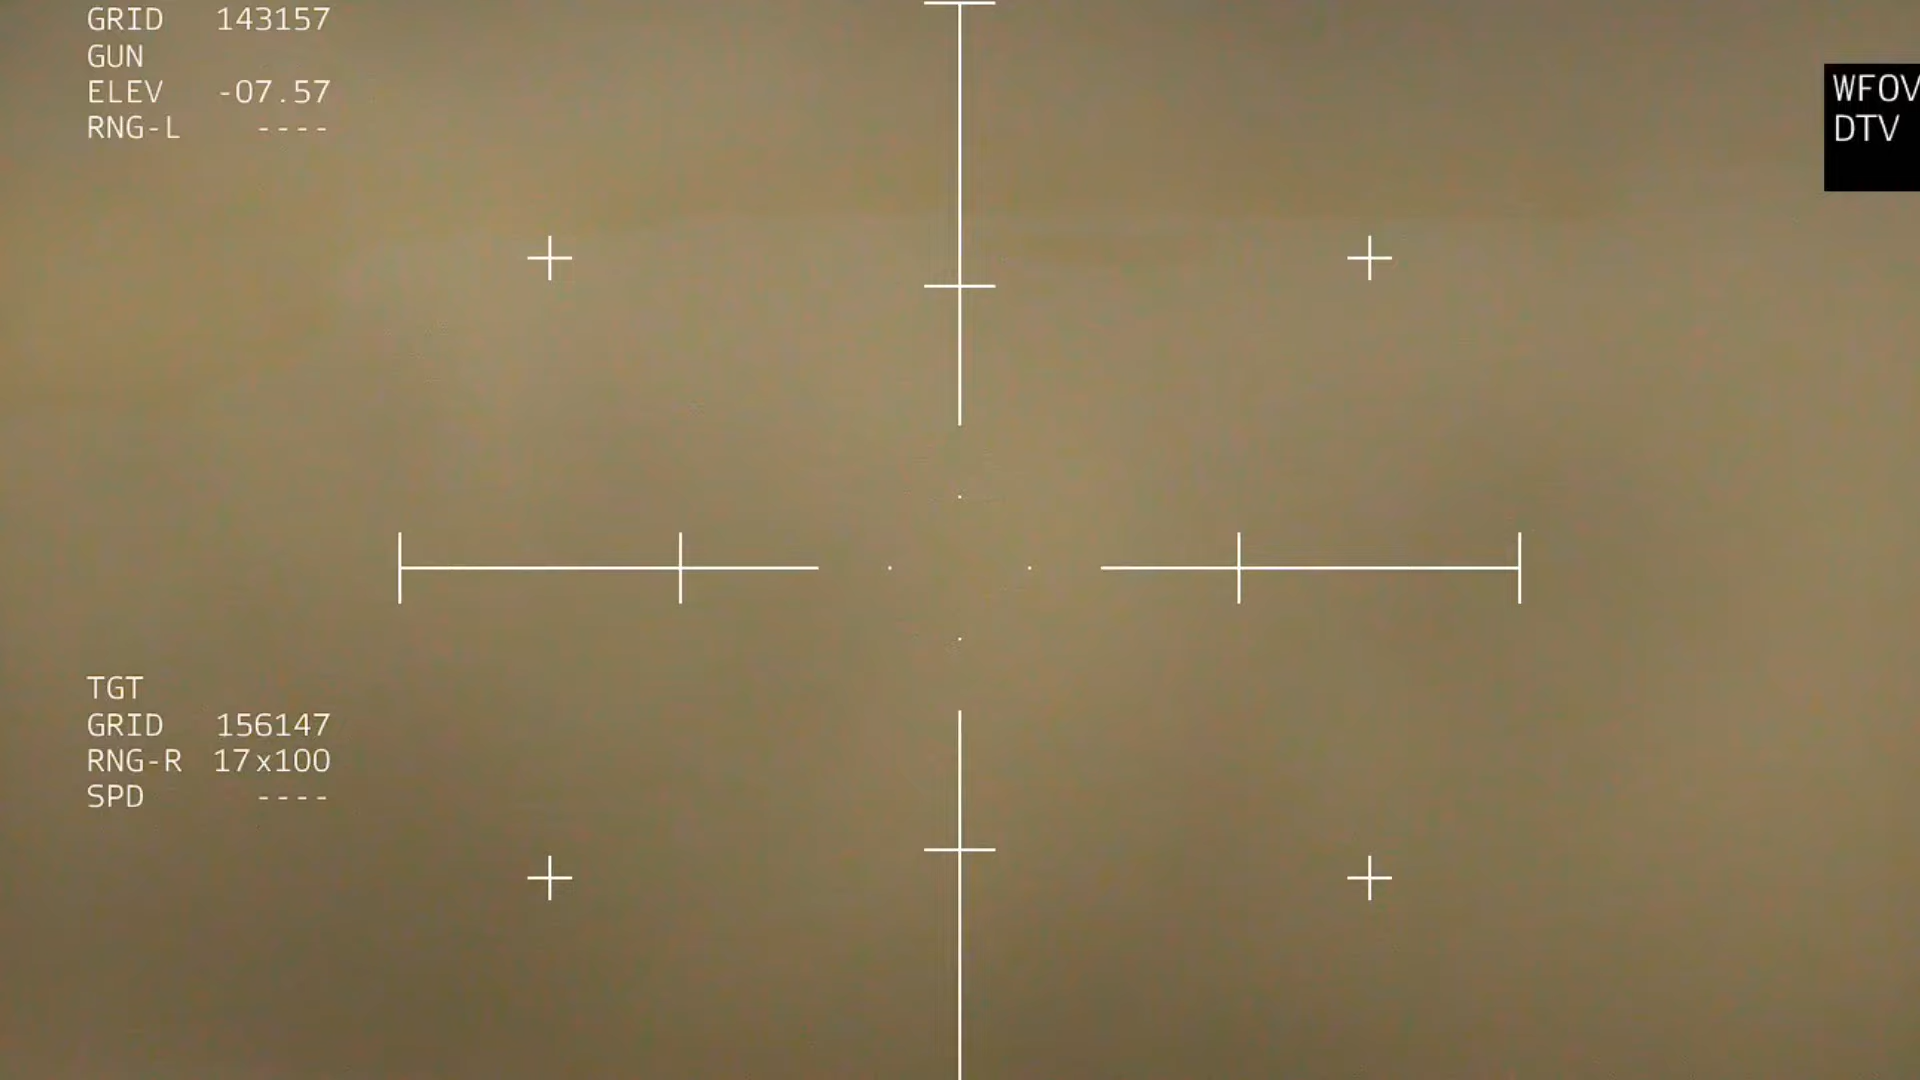 GRID 143157
GUN
ELEV -07.57
RNG-L ----
WFOV
DTV
TGT
GRID 156147
RNG-R 17x100
SPD ----